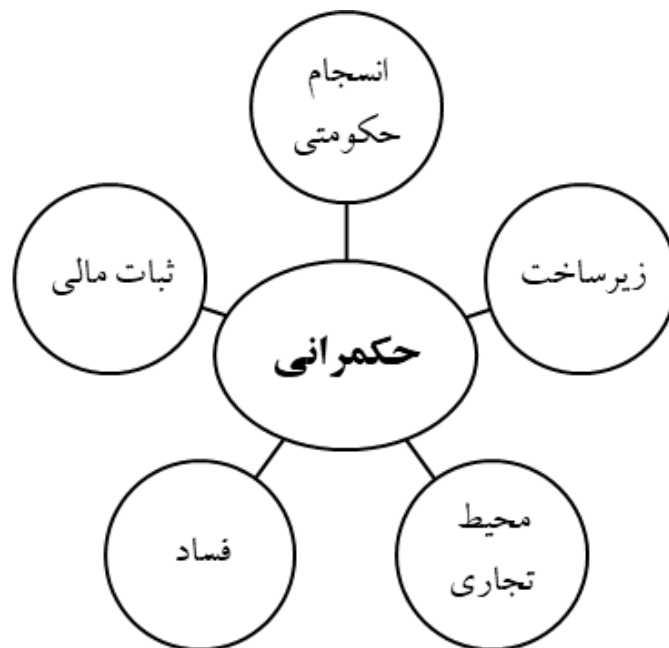 انسجام
حکومتی
زیرساخت
ثبات مالی
حکمرانی
محیط
تجاری
فساد